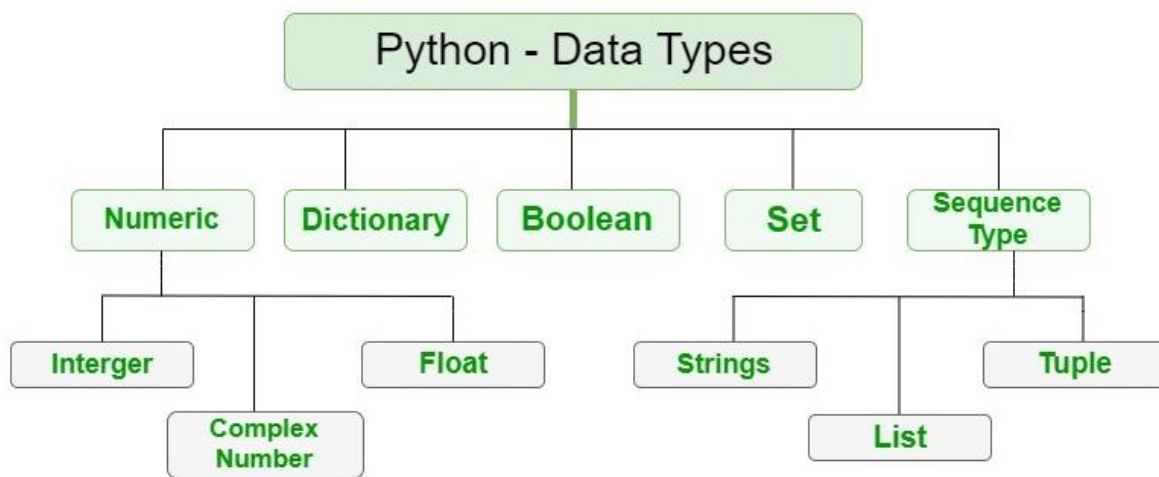 Python - Data Types
Numeric
Dictionary
Boolean
Set
Sequence
Type
Interger
Float
Strings
Tuple
Complex
Number
List